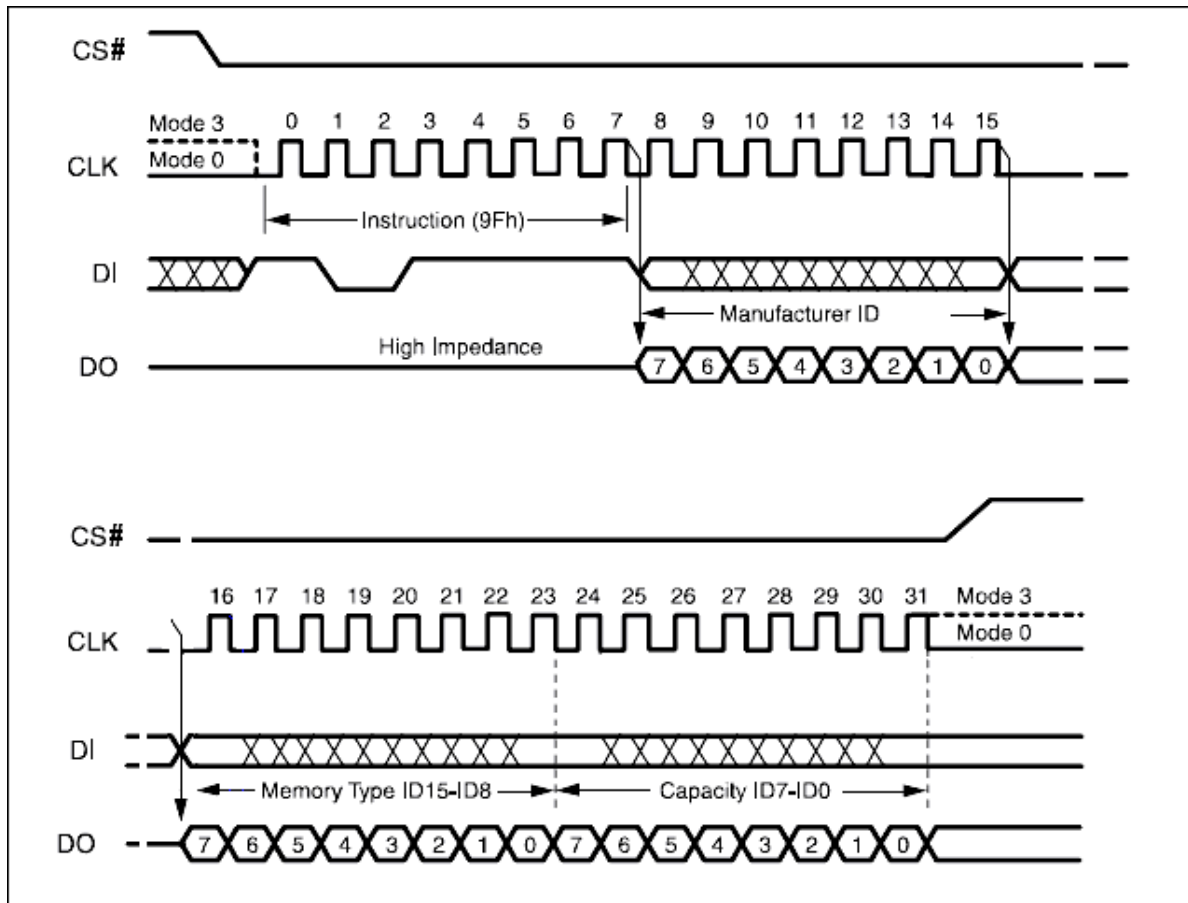 CS#
Mode 3
0 1 2 3 4 5 6 7 8 9 10 11 12 13 14 15
CLK
Mode 0
Instruction (9Fh)
DI
Manufacturer ID
High Impedance
DO
7 6 5 4 3 2 1 0
CS#
16 17 18 19 20 21 22 23 24 25 26 27 28 29 30 31
Mode 3
CLK
Mode 0
DI
Memory Type ID15-ID8
Capacity ID7-ID0
DO
7 6 5 4 3 2 1 0 7 6 5 4 3 2 1 0